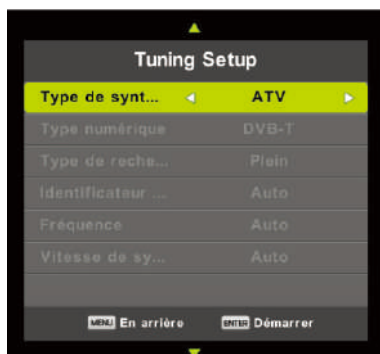 Tuning Setup
Type de synt... ATV
Type numérique DVB-T
Type de reche... Plein
Identificateur ... Auto
Fréquence Auto
Vitesse de sy... Auto
MENU En arrière ENTER Démarrer